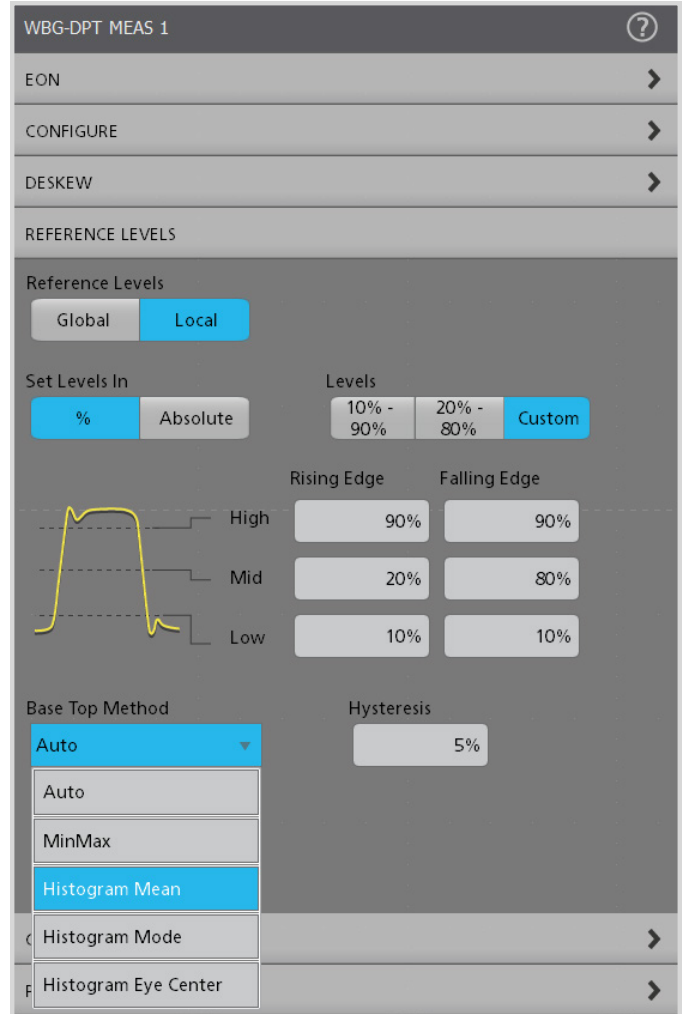 WBG-DPT MEAS 1 ?
EON
CONFIGURE
DESKEW
REFERENCE LEVELS
Reference Levels
Global Local
Set Levels In Levels
% Absolute 10% - 90% 20% - 80% Custom
Rising Edge Falling Edge
High 90% 90%
Mid 20% 80%
Low 10% 10%
Base Top Method Hysteresis
Auto 5%
Auto
MinMax
Histogram Mean
Histogram Mode
Histogram Eye Center